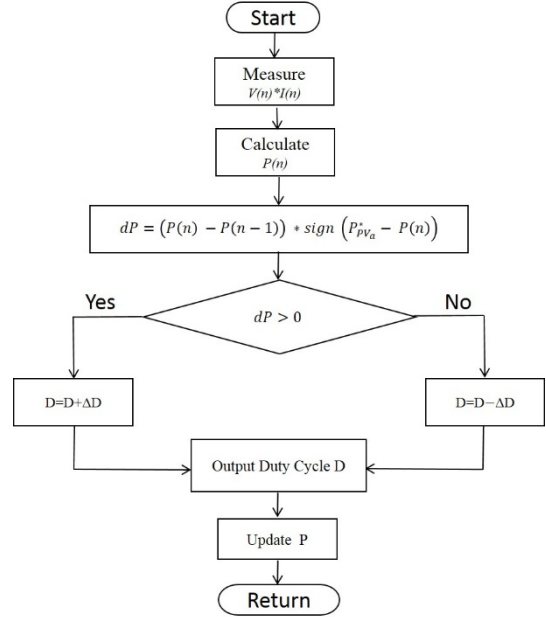 Start
Measure
V(n)*I(n)
Calculate
P(n)
dP = (P(n) − P(n − 1)) * sign (P*PVa − P(n))
Yes
dP > 0
No
D=D+ΔD
D=D−ΔD
Output Duty Cycle D
Update P
Return